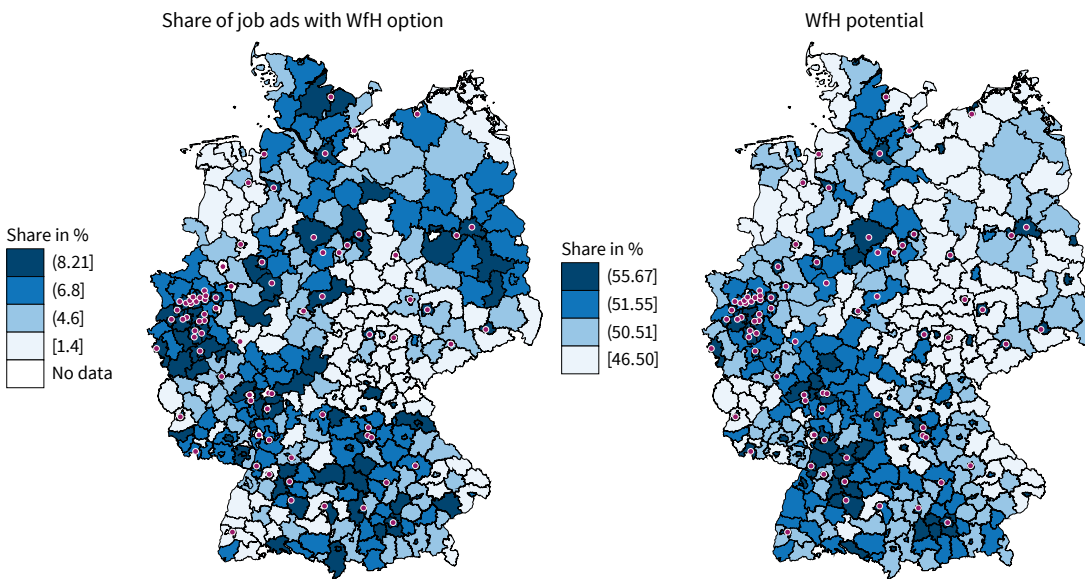 Share of job ads with WfH option
WfH potential
Share in %
(8.21]
(6.8]
(4.6]
[1.4]
No data
Share in %
(55.67]
(51.55]
(50.51]
[46.50]